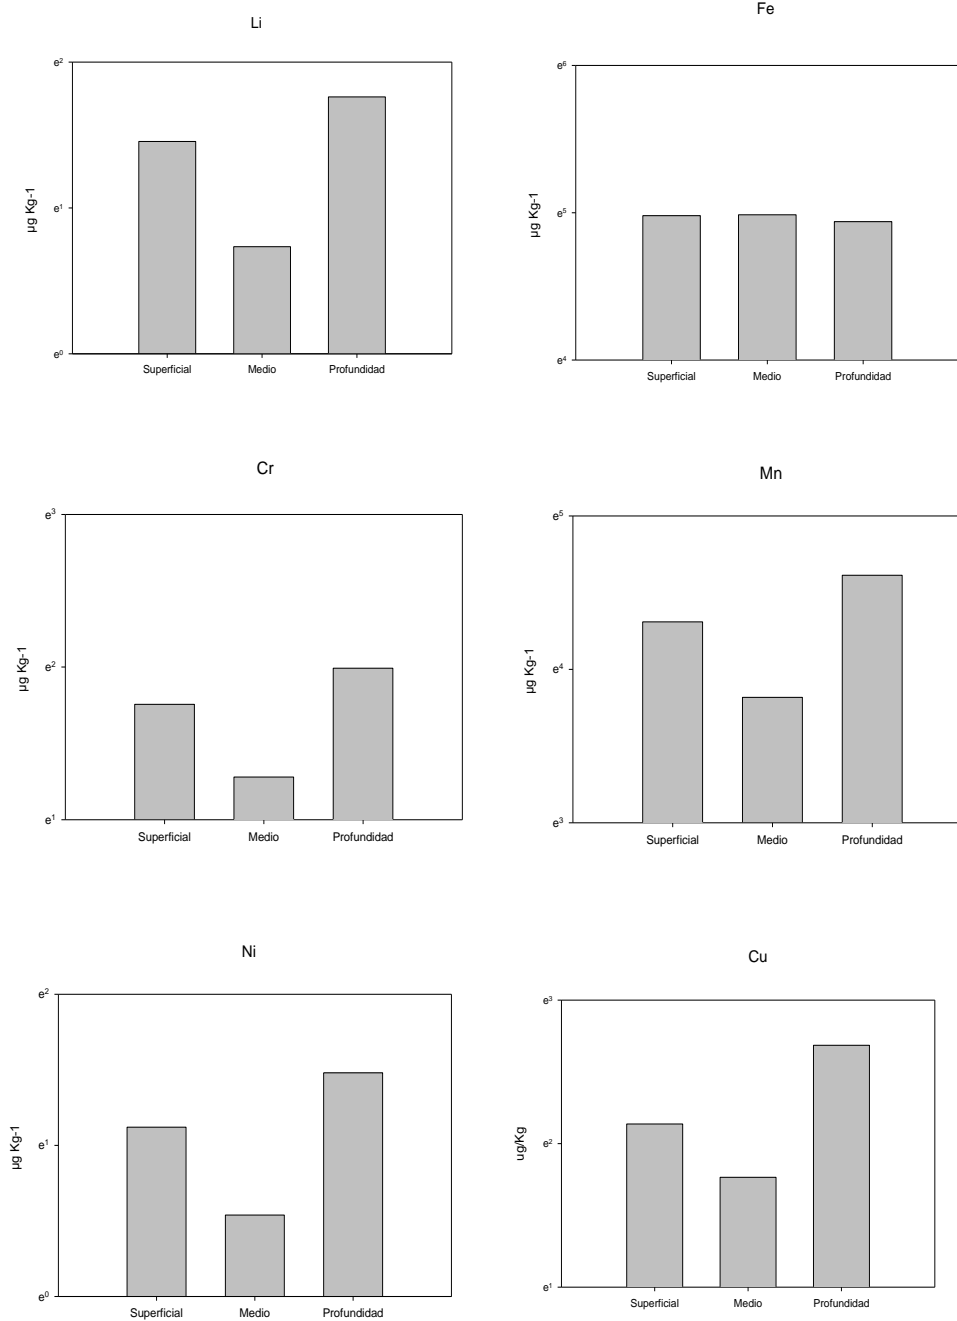 Li
e²
e¹
e⁰
µg Kg-1
Superficial Medio Profundidad
Fe
e⁶
e⁵
e⁴
µg Kg-1
Superficial Medio Profundidad
Cr
e³
e²
e¹
µg Kg-1
Superficial Medio Profundidad
Mn
e⁵
e⁴
e³
µg Kg-1
Superficial Medio Profundidad
Ni
e²
e¹
e⁰
µg Kg-1
Superficial Medio Profundidad
Cu
e³
e²
e¹
ug/Kg
Superficial Medio Profundidad